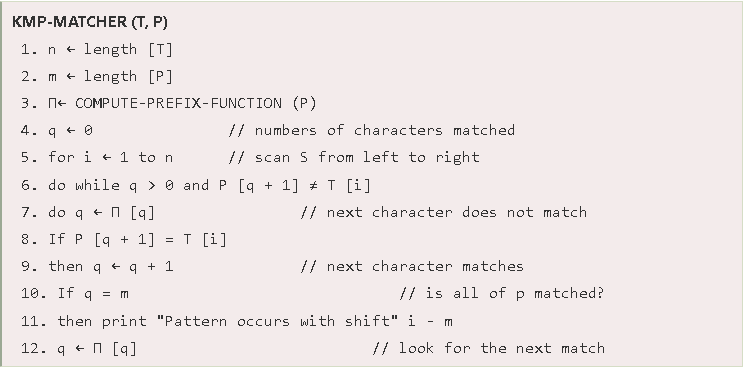 KMP-MATCHER (T, P)
1. n ← length [T]
2. m ← length [P]
3. Π← COMPUTE-PREFIX-FUNCTION (P)
4. q ← 0 // numbers of characters matched
5. for i ← 1 to n // scan S from left to right
6. do while q > 0 and P [q + 1] ≠ T [i]
7. do q ← Π [q] // next character does not match
8. If P [q + 1] = T [i]
9. then q ← q + 1 // next character matches
10. If q = m // is all of p matched?
11. then print "Pattern occurs with shift" i - m
12. q ← Π [q] // look for the next match